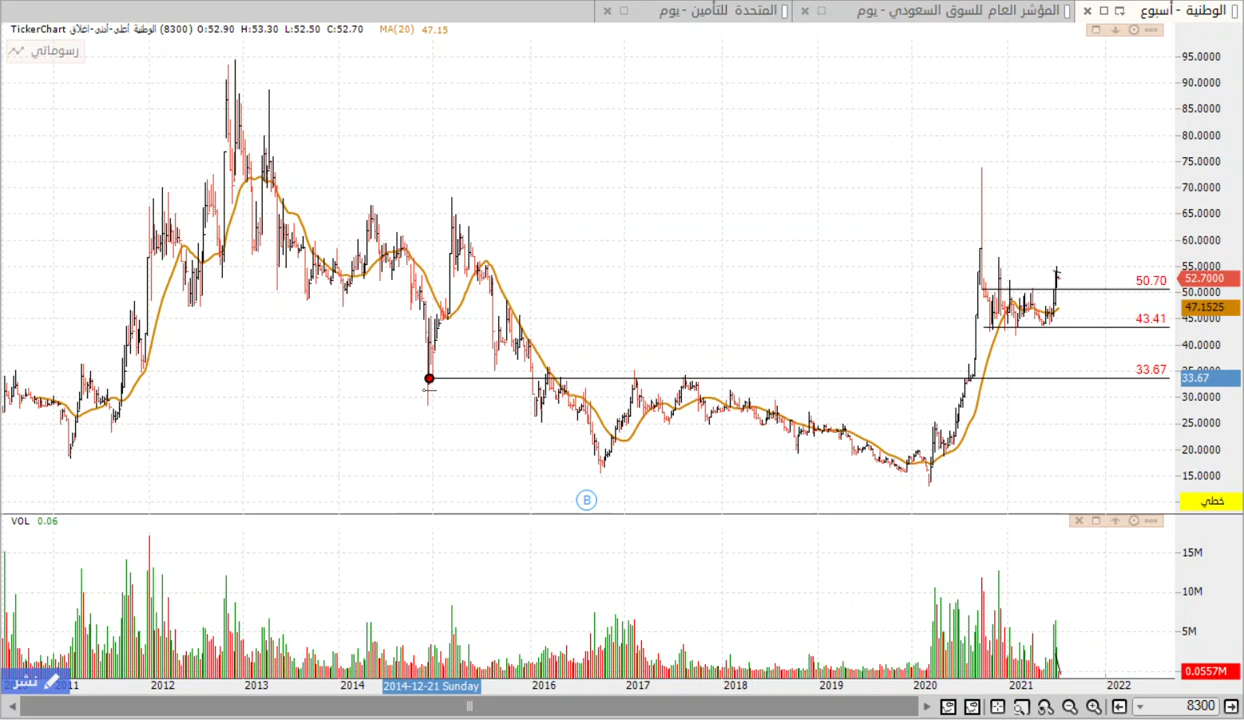 الوطنية - أسبوع
المؤشر العام للسوق السعودي - يوم
المتحدة للتأمين - يوم
TickerChart الوطنية أعلى-أدنى-اغلاق (8300) O:52.90 H:53.30 L:52.50 C:52.70 MA(20) 47.15
رسوماتي
95.0000
90.0000
85.0000
80.0000
75.0000
70.0000
65.0000
60.0000
55.0000
50.70
52.7000
50.0000
47.1525
43.41
45.0000
40.0000
33.67
35.0000
33.67
30.0000
25.0000
20.0000
15.0000
B
خطي
VOL 0.06
15M
10M
5M
0.0557M
نشر
2011 2012 2013 2014 2014-12-21 Sunday 2016 2017 2018 2019 2020 2021 2022
8300